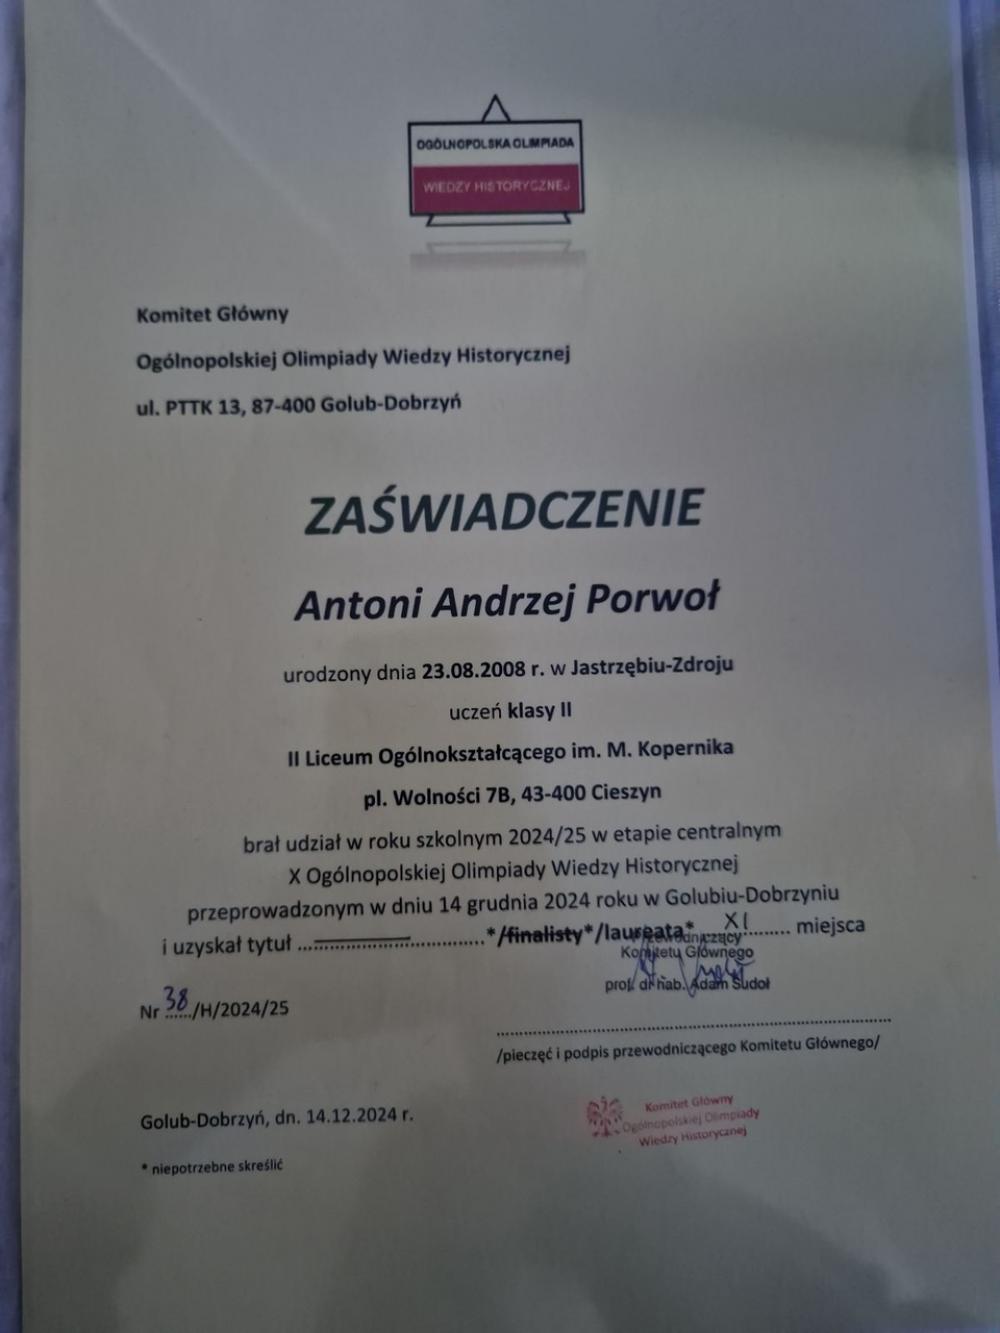 OGÓLNOPOLSKA OLIMPIADA
WIEDZY HISTORYCZNEJ
Komitet Główny
Ogólnopolskiej Olimpiady Wiedzy Historycznej
ul. PTTK 13, 87-400 Golub-Dobrzyń
ZAŚWIADCZENIE
Antoni Andrzej Porwoł
urodzony dnia 23.08.2008 r. w Jastrzębiu-Zdroju
uczeń klasy II
II Liceum Ogólnokształcącego im. M. Kopernika
pl. Wolności 7B, 43-400 Cieszyn
brał udział w roku szkolnym 2024/25 w etapie centralnym
X Ogólnopolskiej Olimpiady Wiedzy Historycznej
przeprowadzonym w dniu 14 grudnia 2024 roku w Golubiu-Dobrzyniu
i uzyskał tytuł ...............................*/finalisty*/laureata* XI ........ miejsca
Przewodniczący
Komitetu Głównego
prof. dr hab. Adam Sudoł
Nr 38/H/2024/25
/pieczęć i podpis przewodniczącego Komitetu Głównego/
Golub-Dobrzyń, dn. 14.12.2024 r.
Komitet Główny
Ogólnopolskiej Olimpiady
Wiedzy Historycznej
* niepotrzebne skreślić